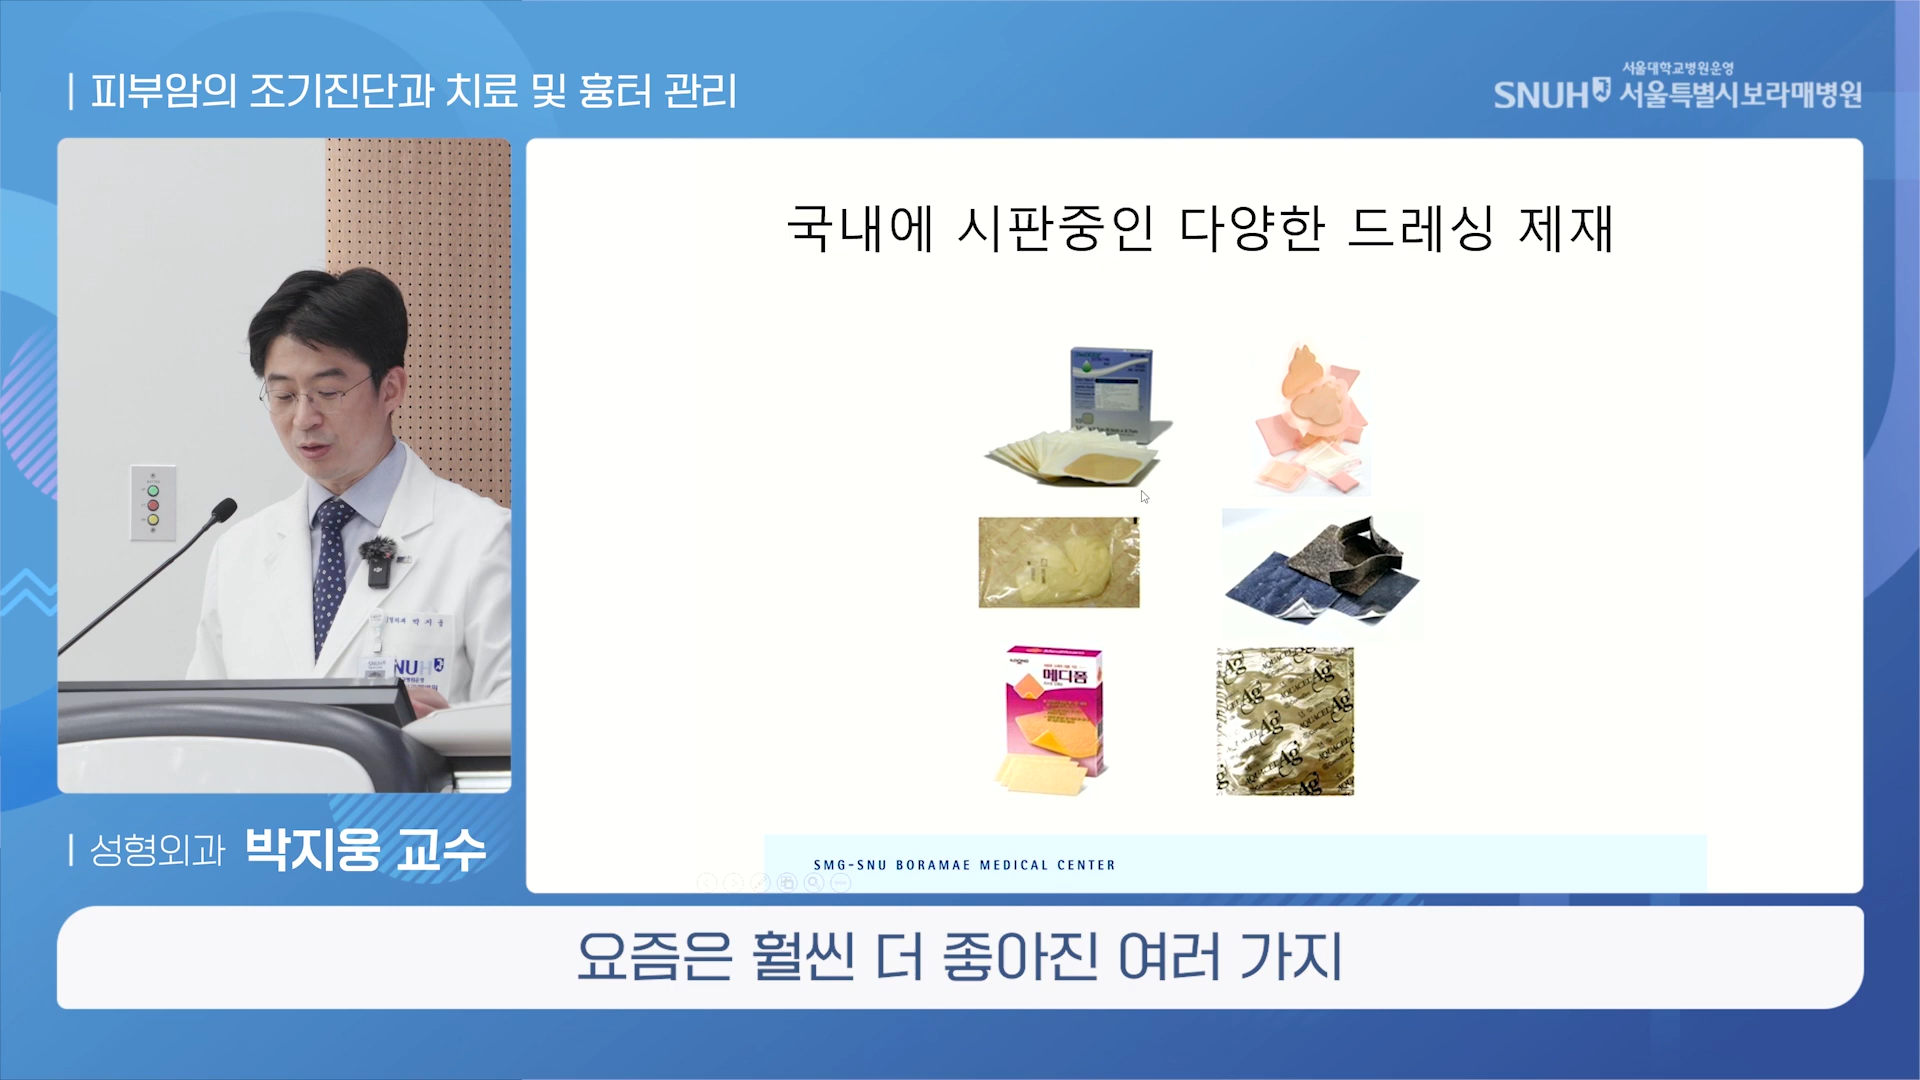 피부암의 조기진단과 치료 및 흉터 관리
서울대학교병원운영
SNUH 서울특별시보라매병원
국내에 시판중인 다양한 드레싱 제재
메디폼
AQUACEL Ag
SMG-SNU BORAMAE MEDICAL CENTER
성형외과 박지웅 교수
요즘은 훨씬 더 좋아진 여러 가지